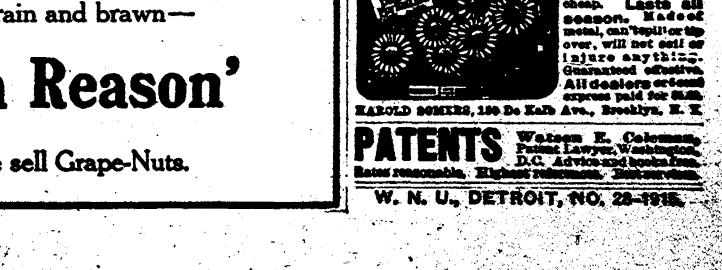 rain and brawn—
Reason'
sell Grape-Nuts.
cheap. Lasts all
season. Made of
metal, can't spill or tip
over, will not soil or
injure anything.
Guaranteed effective.
All dealers or 6 sent
express paid for
HAROLD SOMERS, 150 De Kalb Ave., Brooklyn, N. Y.
PATENTS
Watson E. Coleman,
Patent Lawyer, Washington,
D.C. Advice and books free.
Rates reasonable. Highest references. Best services.
W. N. U., DETROIT, NO. 28-1915.